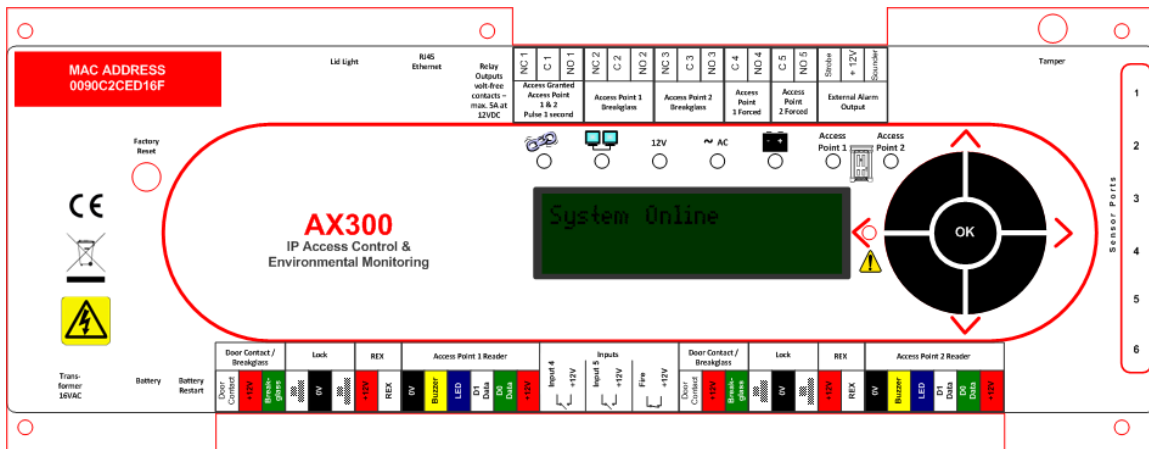 MAC ADDRESS
0090C2CED16F
Lid Light
RJ45
Ethernet
Relay
Outputs
volt-free
contacts –
max. 5A at
12VDC
NC 1
C 1
NO 1
NC 2
C 2
NO 2
NC 3
C 3
NO 3
C 4
NO 4
C 5
NO 5
Strobe
+ 12V
Sounder
Access Granted
Access Point
1 & 2
Pulse 1 second
Access Point 1
Breakglass
Access Point 2
Breakglass
Access
Point
1 Forced
Access
Point
2 Forced
External Alarm
Output
Tamper
Factory
Reset
12V
~ AC
- +
Access
Point 1
Access
Point 2
System Online
OK
AX300
IP Access Control &
Environmental Monitoring
CE
Sensor Ports
1
2
3
4
5
6
Trans-
former
16VAC
Battery
Battery
Restart
Door Contact /
Breakglass
Lock
REX
Access Point 1 Reader
Inputs
Door Contact /
Breakglass
Lock
REX
Access Point 2 Reader
Door
Contact
+12V
Break-
glass
0V
+12V
REX
0V
Buzzer
LED
D1
Data
D0
Data
+12V
Input 4
+12V
Input 5
+12V
Fire
+12V
Door
Contact
+12V
Break-
glass
0V
+12V
REX
0V
Buzzer
LED
D1
Data
D0
Data
+12V